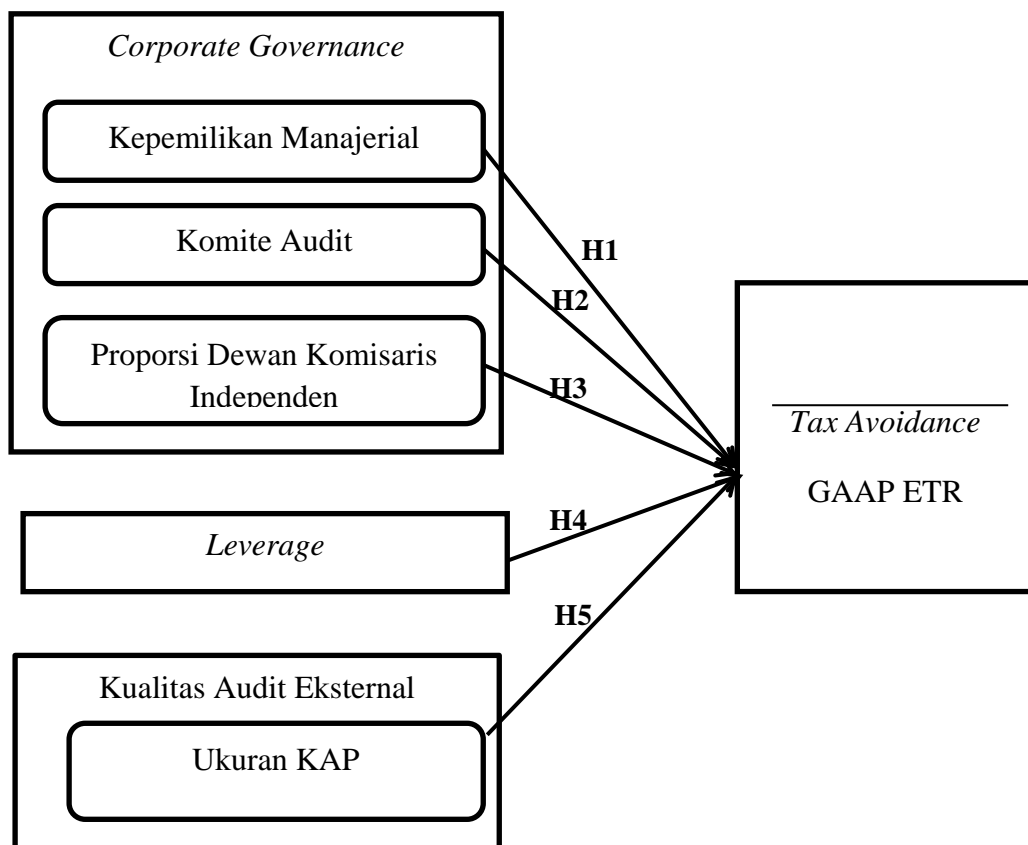 Corporate Governance
Kepemilikan Manajerial
Komite Audit
Proporsi Dewan Komisaris
Independen
H1
H2
H3
Tax Avoidance
GAAP ETR
Leverage
H4
H5
Kualitas Audit Eksternal
Ukuran KAP